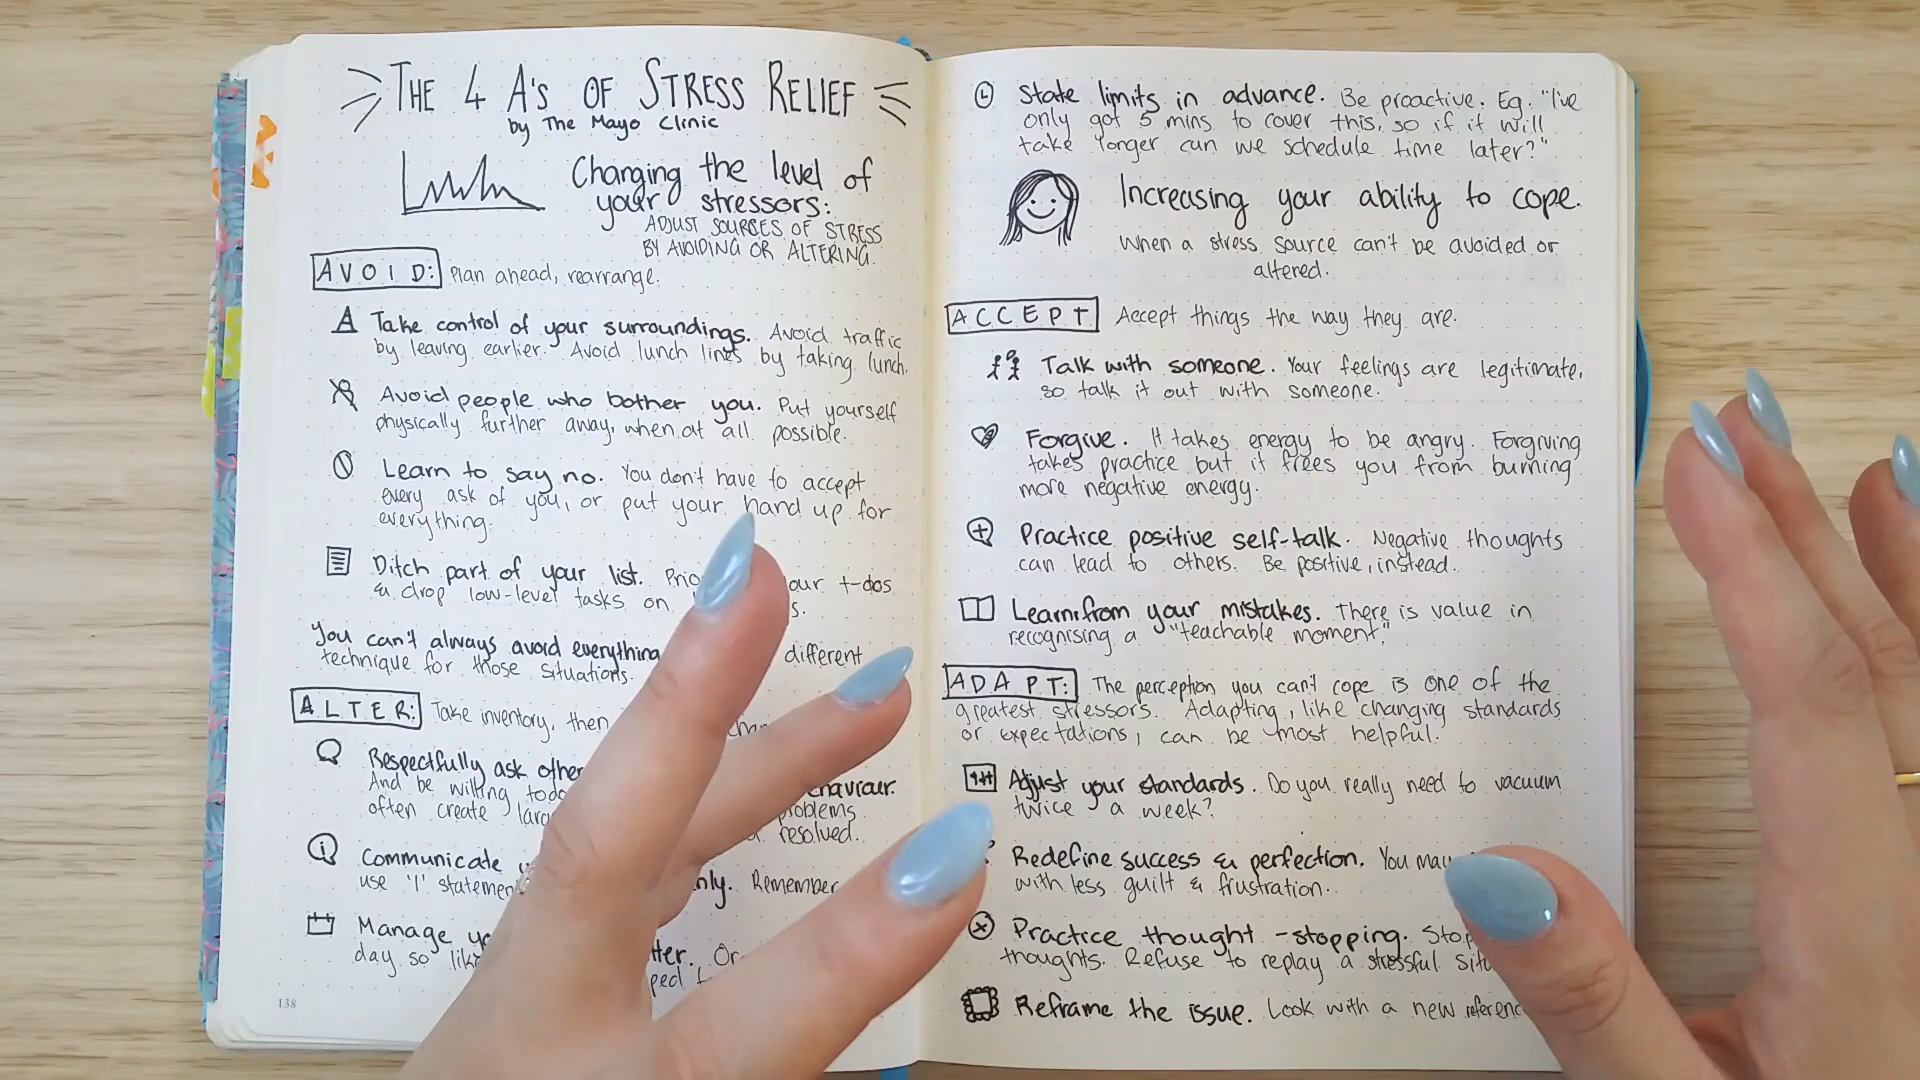 THE 4 A's OF STRESS RELIEF
by The Mayo Clinic
Changing the level of
your stressors:
ADJUST SOURCES OF STRESS
BY AVOIDING OR ALTERING.
AVOID: Plan ahead, rearrange.
Take control of your surroundings. Avoid traffic
by leaving earlier. Avoid lunch lines by taking lunch.
Avoid people who bother you. Put yourself
physically further away, when at all possible.
Learn to say no. You don't have to accept
every ask of you, or put your hand up for
everything.
Ditch part of your list. t-dos
& drop low-level tasks on
You can't always avoid everything different
technique for those situations.
ALTER: Take inventory, then
Respectfully ask
And be willing to do
often create resolved.
Communicate Remember
use 'I'
Manage
day so
138
State limits in advance. Be proactive. Eg. "I've
only got 5 mins to cover this, so if it will
take longer can we schedule time later?"
Increasing your ability to cope.
When a stress source can't be avoided or
altered.
ACCEPT Accept things the way they are.
Talk with someone. Your feelings are legitimate,
so talk it out with someone.
Forgive. It takes energy to be angry. Forgiving
takes practice but it frees you from burning
more negative energy.
Practice positive self-talk. Negative thoughts
can lead to others. Be positive, instead.
Learn from your mistakes. There is value in
recognising a "teachable moment."
ADAPT: The perception you can't cope is one of the
greatest stressors. Adapting, like changing standards
or expectations, can be most helpful.
Adjust your standards. Do you really need to vacuum
twice a week?
Redefine success & perfection. You may
with less guilt & frustration.
Practice thought-stopping.
thoughts. Refuse to replay a stressful
Reframe the issue. Look with a new